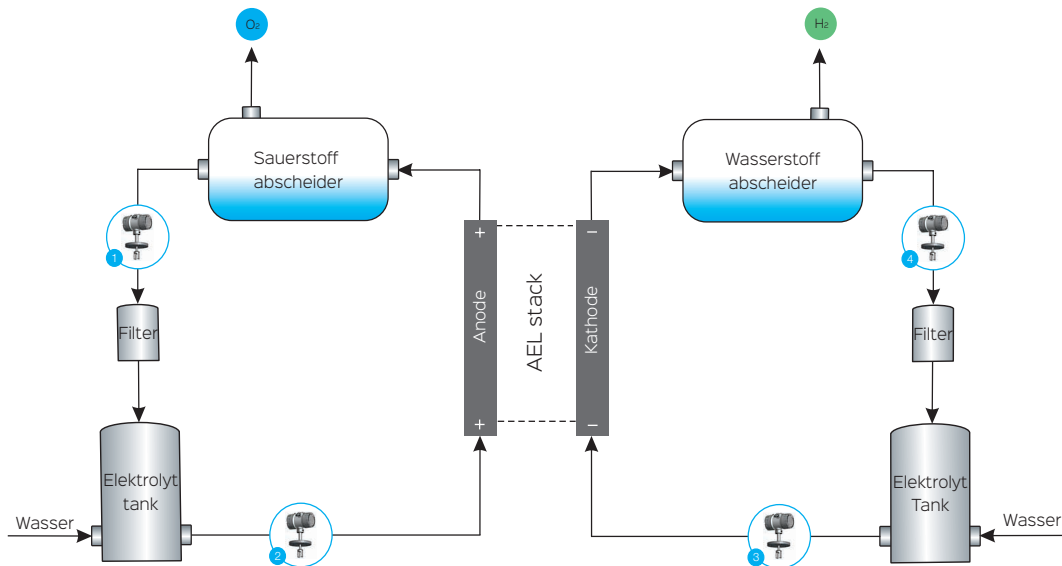 O₂
H₂
Sauerstoff
abscheider
Wasserstoff
abscheider
1
4
Filter
+
Anode
+
AEL stack
–
Kathode
–
Filter
Elektrolyt
tank
Wasser
2
3
Elektrolyt
Tank
Wasser